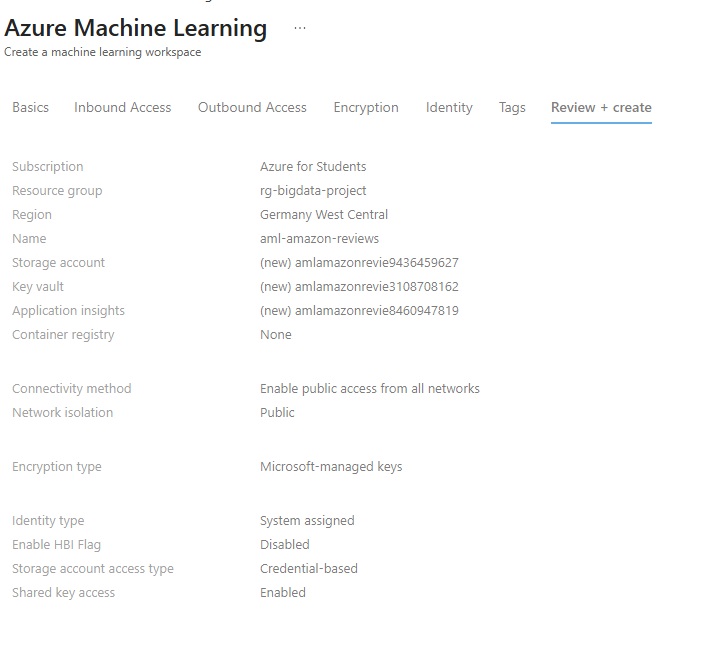 Azure Machine Learning ...
Create a machine learning workspace
Basics Inbound Access Outbound Access Encryption Identity Tags Review + create
Subscription Azure for Students
Resource group rg-bigdata-project
Region Germany West Central
Name aml-amazon-reviews
Storage account (new) amlamazonrevie9436459627
Key vault (new) amlamazonrevie3108708162
Application insights (new) amlamazonrevie8460947819
Container registry None
Connectivity method Enable public access from all networks
Network isolation Public
Encryption type Microsoft-managed keys
Identity type System assigned
Enable HBI Flag Disabled
Storage account access type Credential-based
Shared key access Enabled